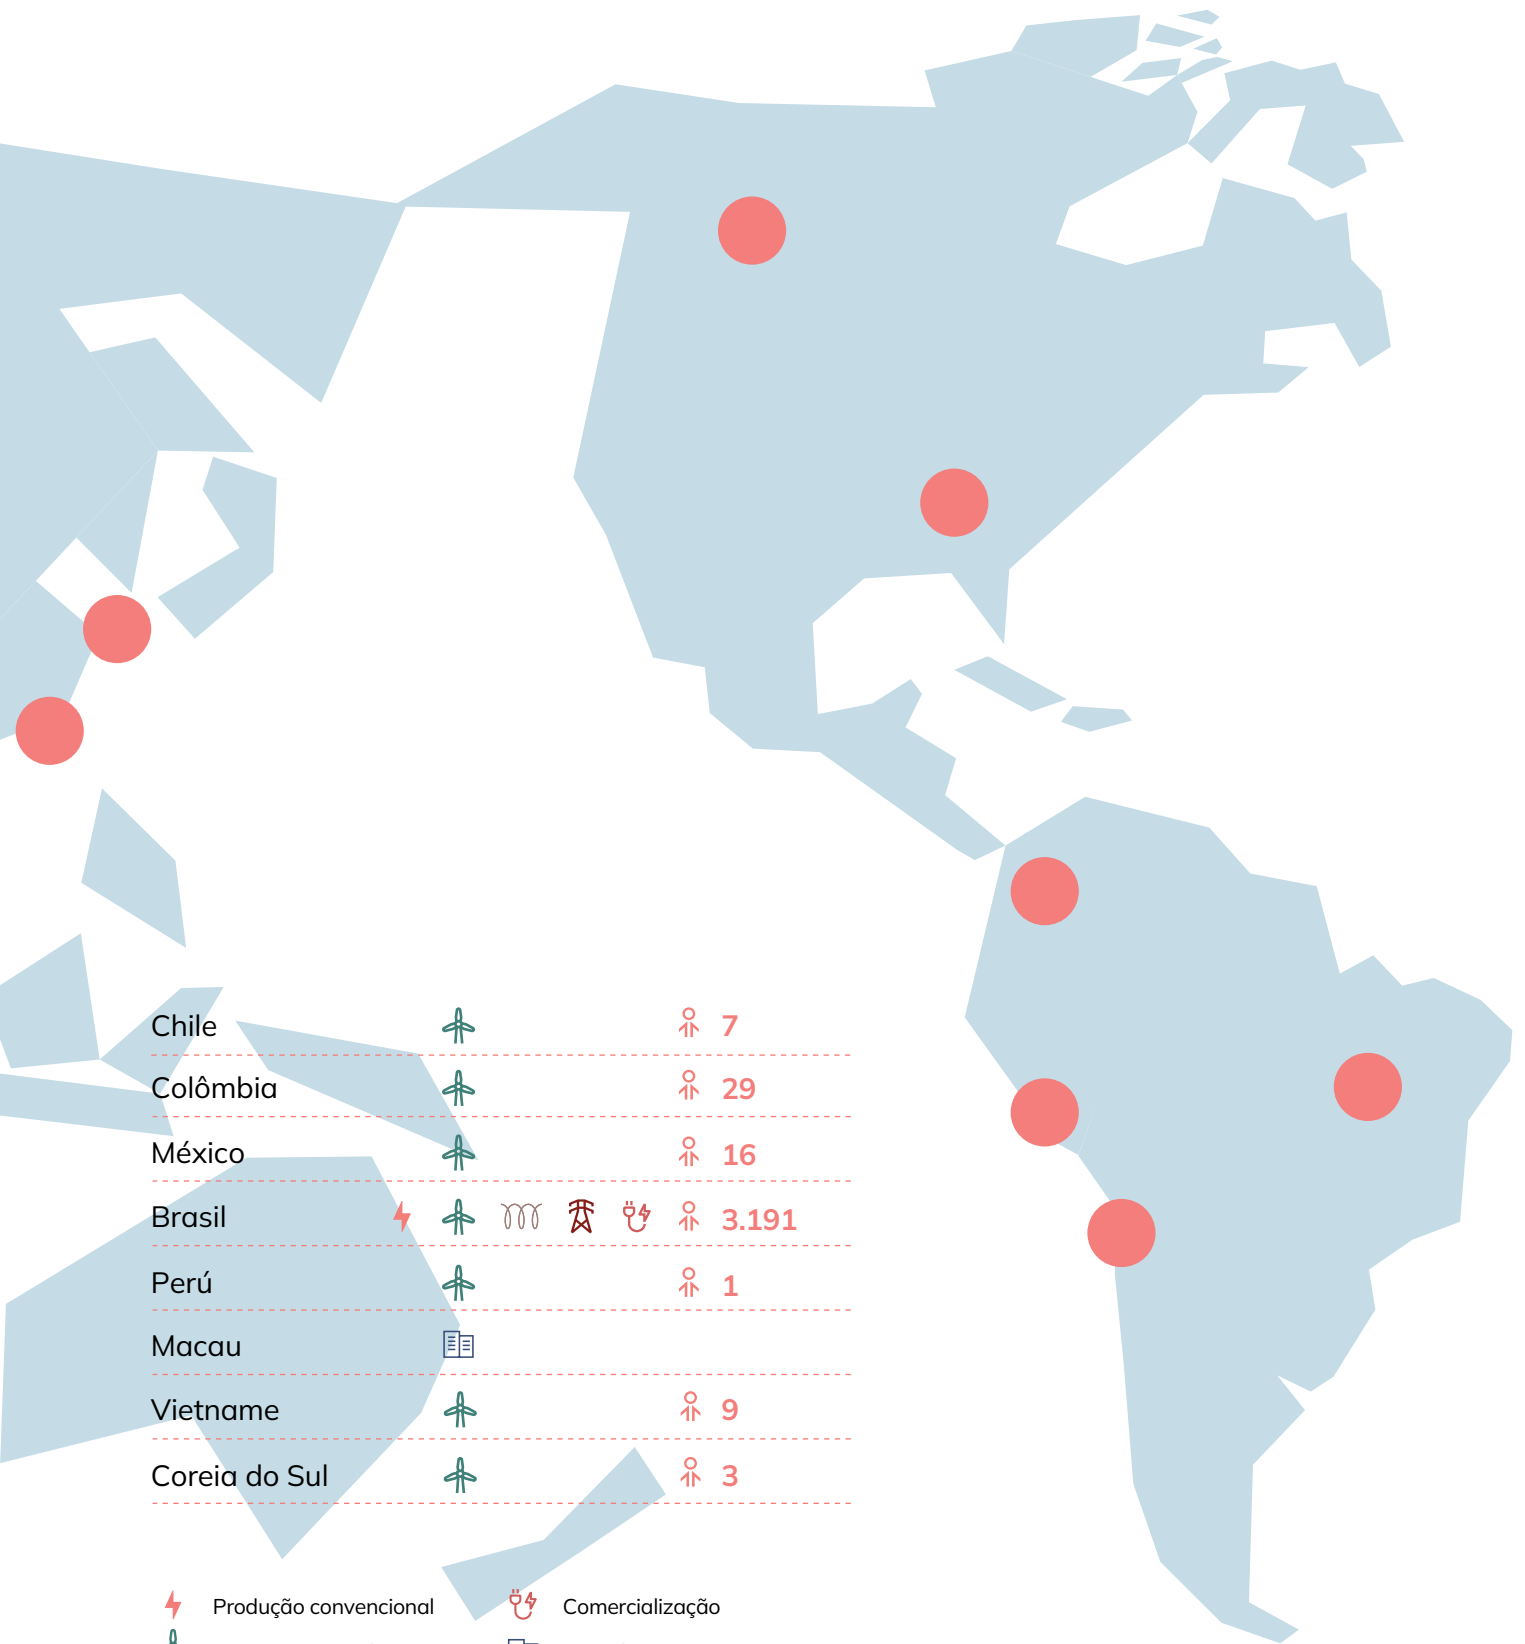 Chile 7
Colômbia 29
México 16
Brasil 3.191
Perú 1
Macau
Vietname 9
Coreia do Sul 3
Produção convencional Comercialização